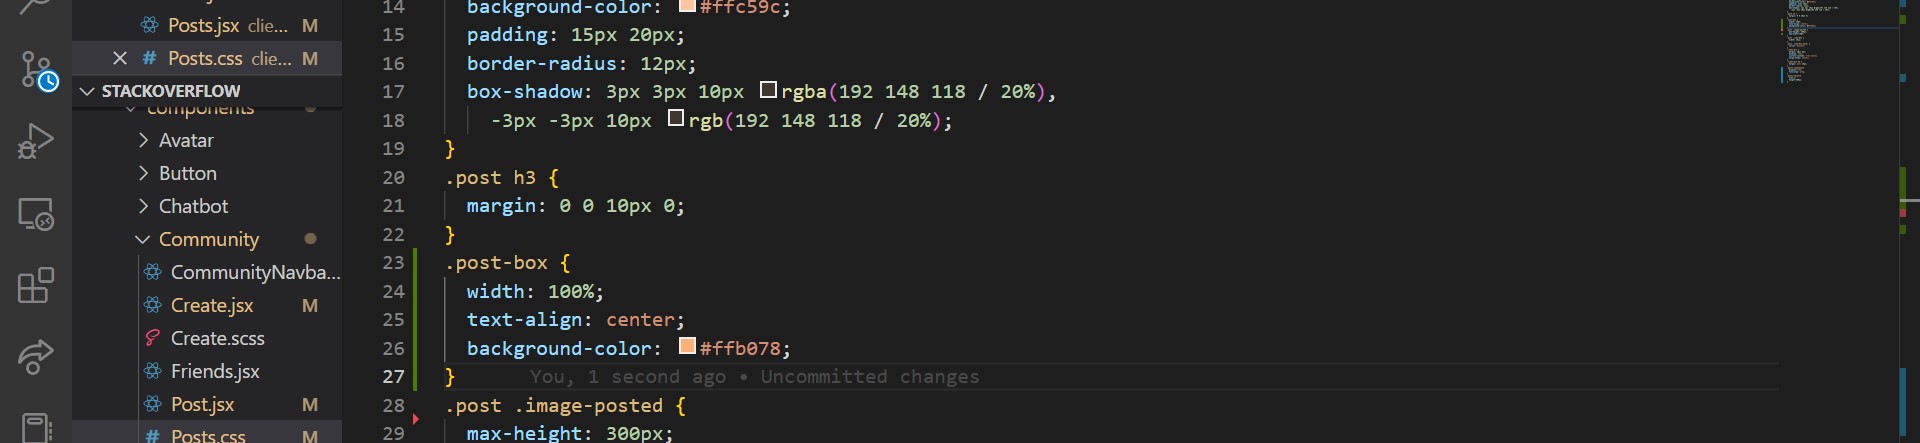 Posts.jsx clie... M
Posts.css clie... M
STACKOVERFLOW
components
Avatar
Button
Chatbot
Community
CommunityNavba...
Create.jsx M
Create.scss
Friends.jsx
Post.jsx M
Posts.css M
14 background-color: #ffc59c;
15 padding: 15px 20px;
16 border-radius: 12px;
17 box-shadow: 3px 3px 10px rgba(192 148 118 / 20%),
18 -3px -3px 10px rgb(192 148 118 / 20%);
19 }
20 .post h3 {
21 margin: 0 0 10px 0;
22 }
23 .post-box {
24 width: 100%;
25 text-align: center;
26 background-color: #ffb078;
27 } You, 1 second ago • Uncommitted changes
28 .post .image-posted {
29 max-height: 300px;